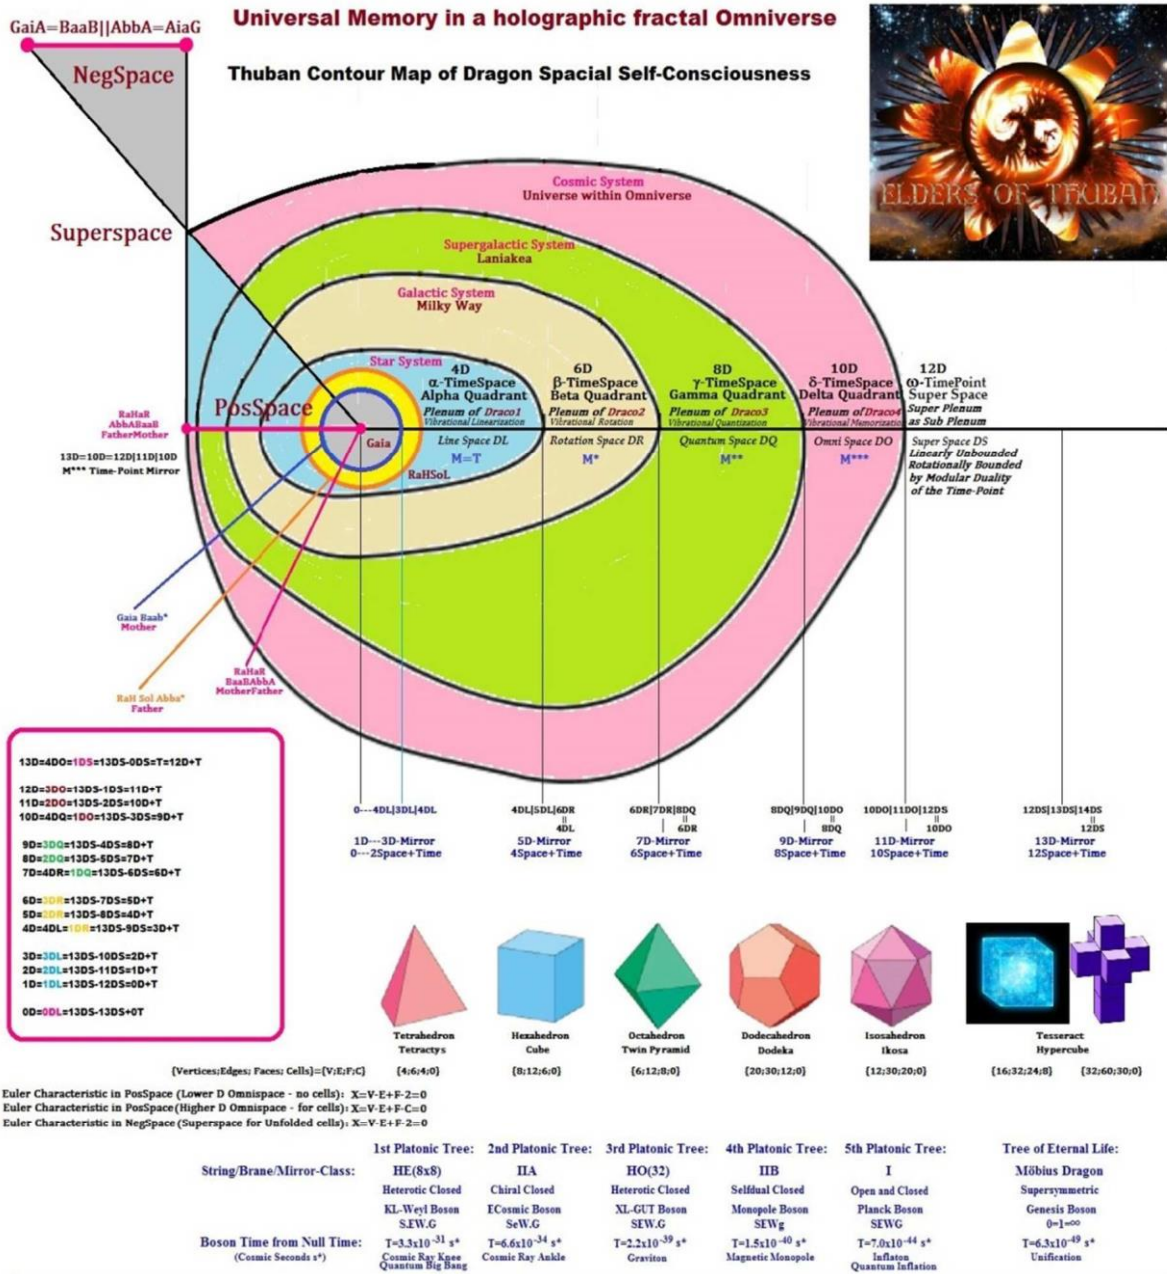 GaiA=BaaB||AbbA=AiaG
Universal Memory in a holographic fractal Omniverse
NegSpace
Thuban Contour Map of Dragon Spacial Self-Consciousness
ELDERS OF THUBAN
Cosmic System
Universe within Omniverse
Superspace
Supergalactic System
Laniakea
Galactic System
Milky Way
Star System
4D
α-TimeSpace
Alpha Quadrant
Plenum of Draco1
Vibrational Linearization
Line Space DL
M=T
6D
β-TimeSpace
Beta Quadrant
Plenum of Draco2
Vibrational Rotation
Rotation Space DR
M*
8D
γ-TimeSpace
Gamma Quadrant
Plenum of Draco3
Vibrational Quantization
Quantum Space DQ
M**
10D
δ-TimeSpace
Delta Quadrant
Plenum of Draco4
Vibrational Memorization
Omni Space DO
M***
12D
ω-TimePoint
Super Space
Super Plenum
as Sub Plenum
Super Space DS
Linearly Unbounded
Rotationally Bounded
by Modular Duality
of the Time-Point
PosSpace
Gaia
RaHSoL
RaHaR
AbbABaaB
FatherMother
13D=10D=12D|11D|10D
M*** Time-Point Mirror
Gaia Baab*
Mother
RaH Sol Abba*
Father
RaHaR
BaaBAbbA
MotherFather
13D=4DO=1DS=13DS-0DS=T=12D+T
12D=3DO=13DS-1DS=11D+T
11D=2DO=13DS-2DS=10D+T
10D=4DQ=1DO=13DS-3DS=9D+T
9D=3DQ=13DS-4DS=8D+T
8D=2DQ=13DS-5DS=7D+T
7D=4DR=1DQ=13DS-6DS=6D+T
6D=3DR=13DS-7DS=5D+T
5D=2DR=13DS-8DS=4D+T
4D=4DL=1DR=13DS-9DS=3D+T
3D=3DL=13DS-10DS=2D+T
2D=2DL=13DS-11DS=1D+T
1D=1DL=13DS-12DS=0D+T
0D=0DL=13DS-13DS+0T
0---4DL|3DL|4DL
1D---3D-Mirror
0---2Space+Time
4DL|5DL|6DR
=
4DL
5D-Mirror
4Space+Time
6DR|7DR|8DQ
=
6DR
7D-Mirror
6Space+Time
8DQ|9DQ|10DO
=
8DQ
9D-Mirror
8Space+Time
10DO|11DO|12DS
=
10DO
11D-Mirror
10Space+Time
12DS|13DS|14DS
=
12DS
13D-Mirror
12Space+Time
Tetrahedron
Tetractys
Hexahedron
Cube
Octahedron
Twin Pyramid
Dodecahedron
Dodeka
Isosahedron
Ikosa
Tesseract
Hypercube
{Vertices;Edges; Faces; Cells}={V;E;F;C} {4;6;4;0} {8;12;6;0} {6;12;8;0} {20;30;12;0} {12;30;20;0} {16;32;24;8} {32;60;30;0}
Euler Characteristic in PosSpace (Lower D Omnispace - no cells): X=V-E+F-2=0
Euler Characteristic in PosSpace (Higher D Omnispace - for cells): X=V-E+F-C=0
Euler Characteristic in NegSpace (Superspace for Unfolded cells): X=V-E+F-2=0
1st Platonic Tree: 2nd Platonic Tree: 3rd Platonic Tree: 4th Platonic Tree: 5th Platonic Tree: Tree of Eternal Life:
String/Brane/Mirror-Class: HE(8x8) IIA HO(32) IIB I Möbius Dragon
Heterotic Closed Chiral Closed Heterotic Closed Selfdual Closed Open and Closed Supersymmetric
KL-Weyl Boson ECosmic Boson XL-GUT Boson Monopole Boson Planck Boson Genesis Boson
S.EW.G SeW.G SEW.G SEWg SEWG 0=1=∞
Boson Time from Null Time: T=3.3x10⁻³¹ s* T=6.6x10⁻³⁴ s* T=2.2x10⁻³⁹ s* T=1.5x10⁻⁴⁰ s* T=7.0x10⁻⁴⁴ s* T=6.3x10⁻⁴⁹ s*
(Cosmic Seconds s*) Cosmic Ray Knee Cosmic Ray Ankle Graviton Magnetic Monopole Inflaton Unification
Quantum Big Bang Quantum Inflation